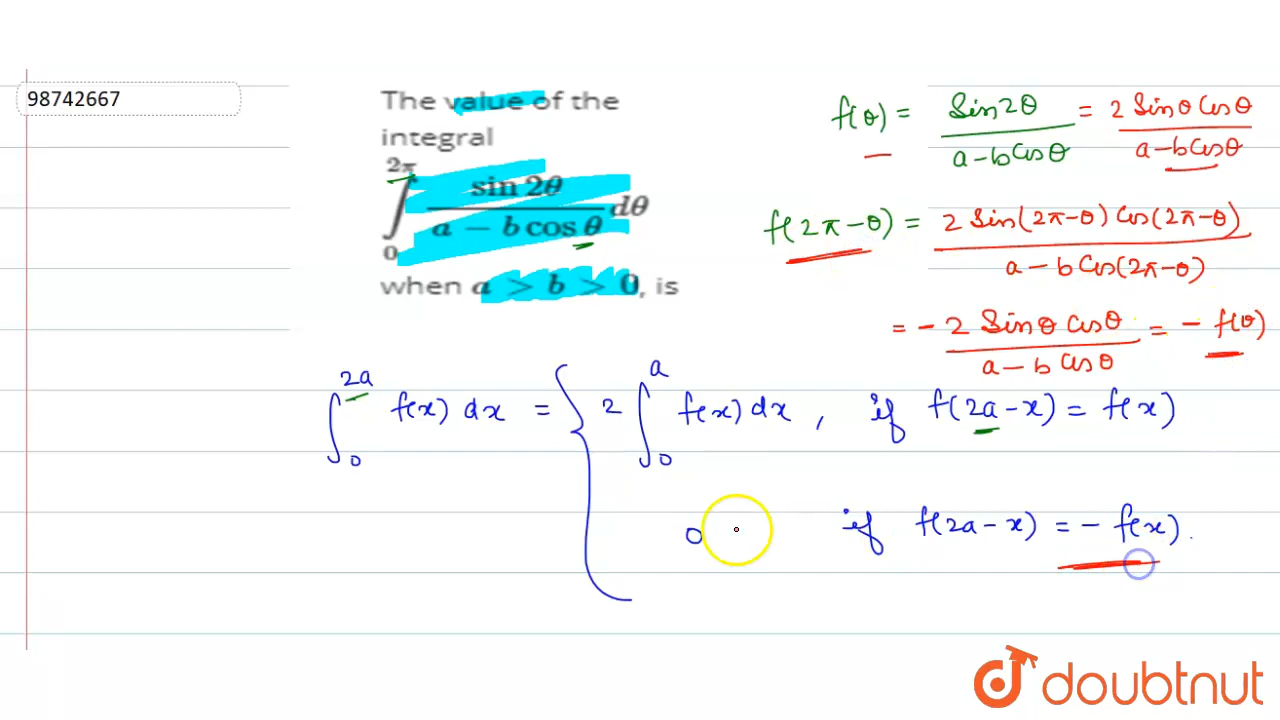 98742667
The value of the
integral
∫₀^{2π} sin 2θ / (a − b cos θ) dθ
when a > b > 0, is
f(θ) = Sin2θ / (a−bCosθ) = 2 Sinθ Cosθ / (a−bCosθ)
f(2π−θ) = 2 Sin(2π−θ) Cos(2π−θ) / (a−b Cos(2π−θ))
= − 2 Sinθ Cosθ / (a−b Cosθ) = − f(θ)
∫₀^{2a} f(x) dx = { 2 ∫₀^{a} f(x) dx , if f(2a−x) = f(x)
0 if f(2a−x) = − f(x).
doubtnut